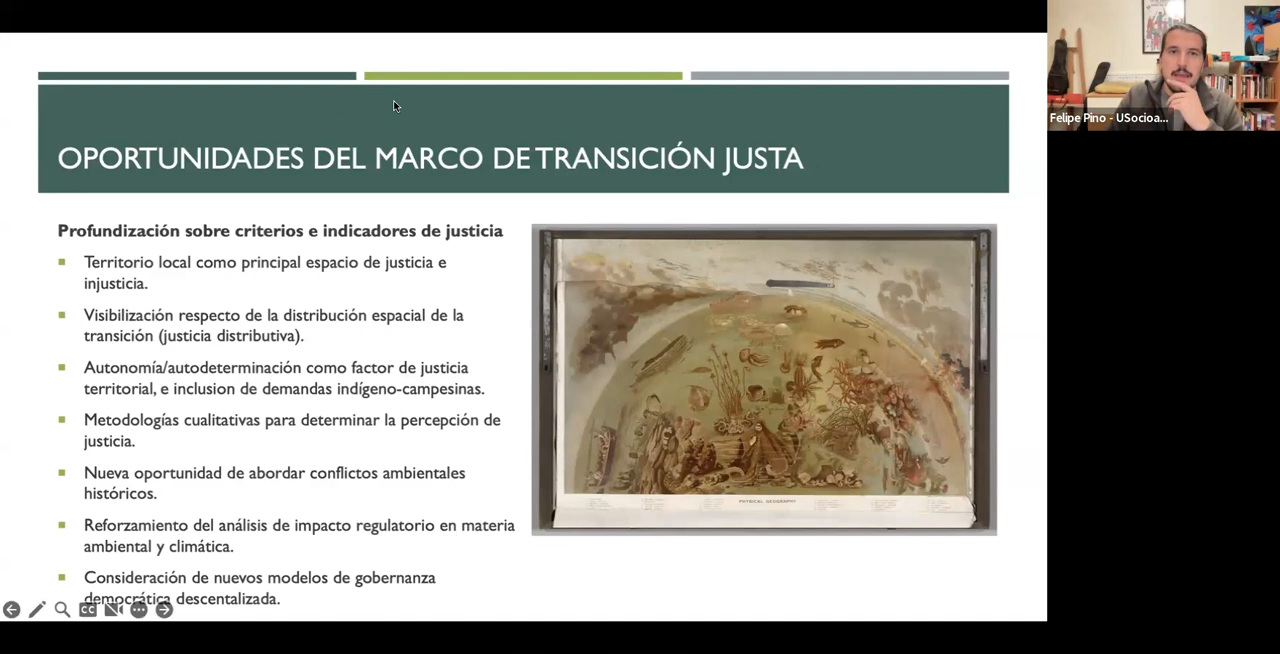 OPORTUNIDADES DEL MARCO DE TRANSICIÓN JUSTA
Profundización sobre criterios e indicadores de justicia
Territorio local como principal espacio de justicia e
injusticia.
Visibilización respecto de la distribución espacial de la
transición (justicia distributiva).
Autonomía/autodeterminación como factor de justicia
territorial, e inclusion de demandas indígeno-campesinas.
Metodologías cualitativas para determinar la percepción de
justicia.
Nueva oportunidad de abordar conflictos ambientales
históricos.
Reforzamiento del análisis de impacto regulatorio en materia
ambiental y climática.
Consideración de nuevos modelos de gobernanza
democrática descentralizada.
PHYSICAL GEOGRAPHY
CC
Felipe Pino - USocioa...